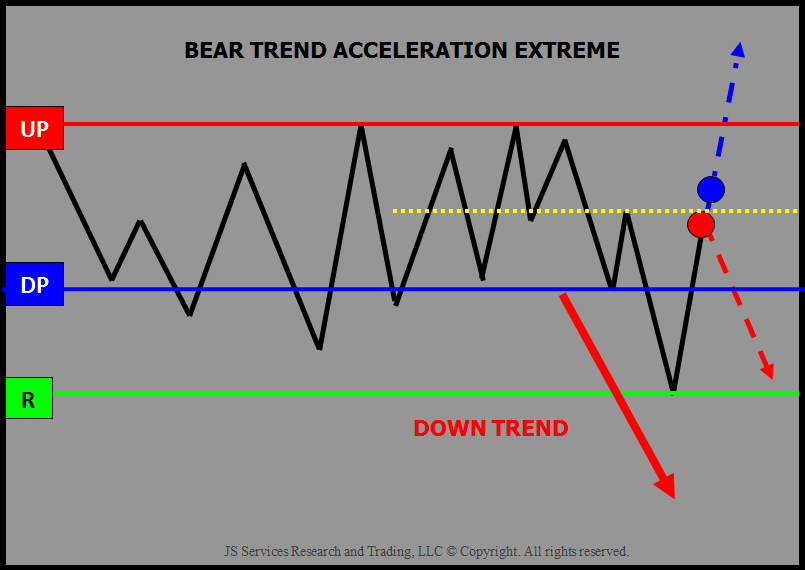 BEAR TREND ACCELERATION EXTREME
UP
DP
R
DOWN TREND
JS Services Research and Trading, LLC © Copyright. All rights reserved.